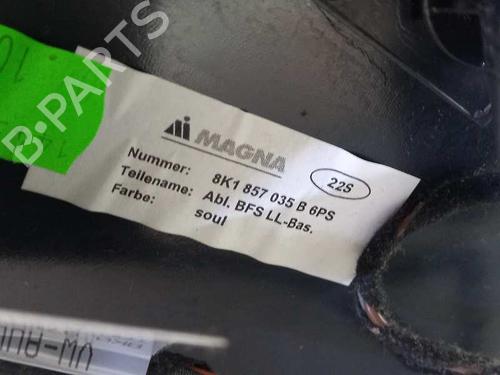 B-PARTS
MAGNA
Nummer: 8K1 857 035 B 6PS
Teilename: Abl. BFS LL-Bas.
Farbe: soul
22S